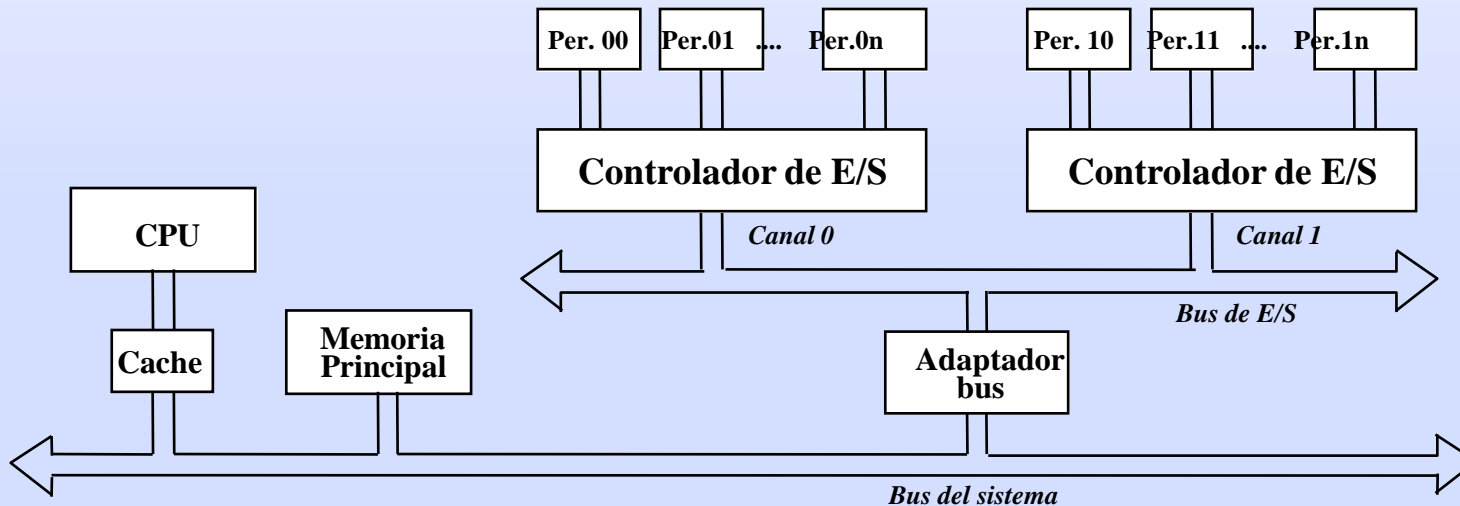 Per. 00 Per.01 .... Per.0n Per. 10 Per.11 .... Per.1n
Controlador de E/S Controlador de E/S
CPU Canal 0 Canal 1
Bus de E/S
Cache
Memoria
Principal
Adaptador
bus
Bus del sistema